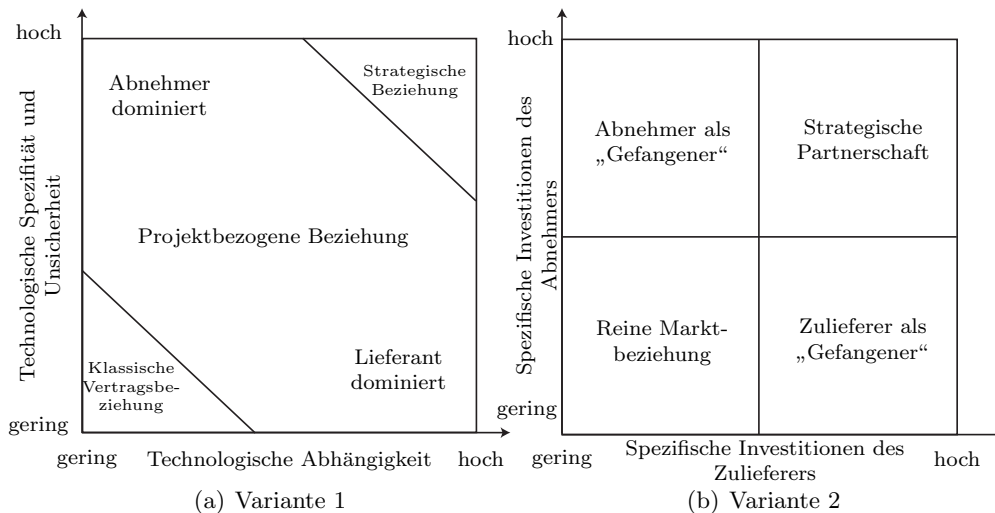 hoch
Abnehmer
dominiert
Strategische
Beziehung
Projektbezogene Beziehung
Klassische
Vertragsbe-
ziehung
Lieferant
dominiert
Technologische Spezifität und
Unsicherheit
gering
gering
Technologische Abhängigkeit
hoch
(a) Variante 1
hoch
Abnehmer als
„Gefangener“
Strategische
Partnerschaft
Reine Markt-
beziehung
Zulieferer als
„Gefangener“
Spezifische Investitionen des
Abnehmers
gering
gering
Spezifische Investitionen des
Zulieferers
hoch
(b) Variante 2